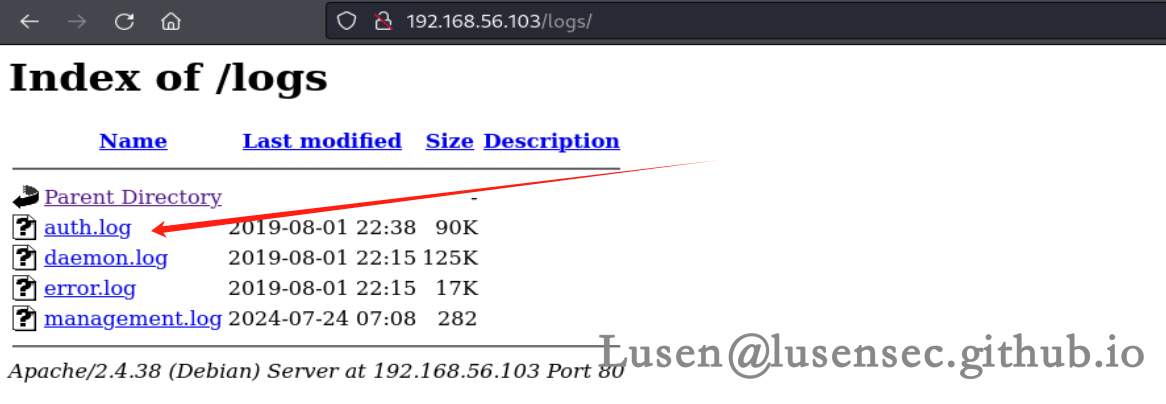 192.168.56.103/logs/
Index of /logs
Name Last modified Size Description
Parent Directory -
auth.log 2019-08-01 22:38 90K
daemon.log 2019-08-01 22:15 125K
error.log 2019-08-01 22:15 17K
management.log 2024-07-24 07:08 282
Apache/2.4.38 (Debian) Server at 192.168.56.103 Port 80
Lusen@lusensec.github.io